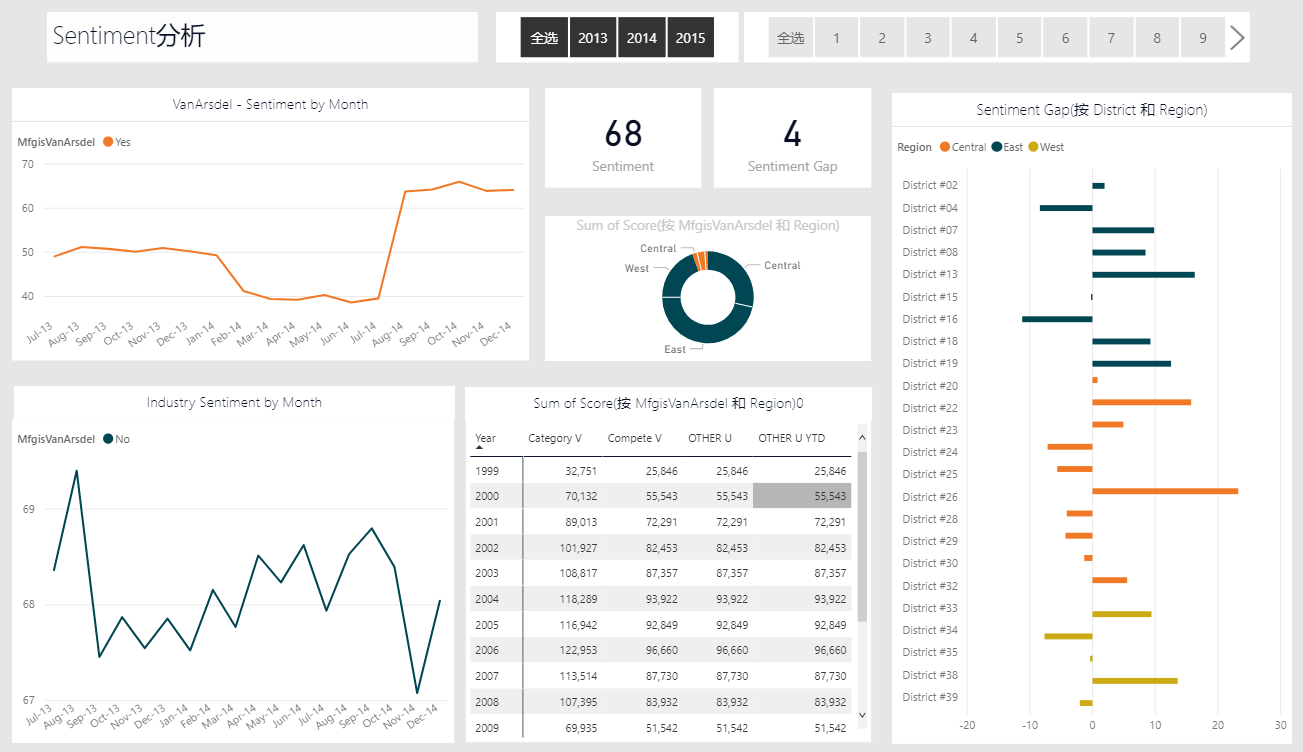 Sentiment分析
全选 2013 2014 2015
全选 1 2 3 4 5 6 7 8 9
VanArsdel - Sentiment by Month
MfgisVanArsdel Yes
70
60
50
40
Jul-13 Aug-13 Sep-13 Oct-13 Nov-13 Dec-13 Jan-14 Feb-14 Mar-14 Apr-14 May-14 Jun-14 Jul-14 Aug-14 Sep-14 Oct-14 Nov-14 Dec-14
68
Sentiment
4
Sentiment Gap
Sum of Score(按 MfgisVanArsdel 和 Region)
Central
West
Central
East
Industry Sentiment by Month
MfgisVanArsdel No
69
68
67
Jul-13 Aug-13 Sep-13 Oct-13 Nov-13 Dec-13 Jan-14 Feb-14 Mar-14 Apr-14 May-14 Jun-14 Jul-14 Aug-14 Sep-14 Oct-14 Nov-14 Dec-14
Sum of Score(按 MfgisVanArsdel 和 Region)0
Year Category V Compete V OTHER U OTHER U YTD
1999 32,751 25,846 25,846 25,846
2000 70,132 55,543 55,543 55,543
2001 89,013 72,291 72,291 72,291
2002 101,927 82,453 82,453 82,453
2003 108,817 87,357 87,357 87,357
2004 118,289 93,922 93,922 93,922
2005 116,942 92,849 92,849 92,849
2006 122,953 96,660 96,660 96,660
2007 113,514 87,730 87,730 87,730
2008 107,395 83,932 83,932 83,932
2009 69,935 51,542 51,542 51,542
Sentiment Gap(按 District 和 Region)
Region Central East West
District #02
District #04
District #07
District #08
District #13
District #15
District #16
District #18
District #19
District #20
District #22
District #23
District #24
District #25
District #26
District #28
District #29
District #30
District #32
District #33
District #34
District #35
District #38
District #39
-20 -10 0 10 20 30